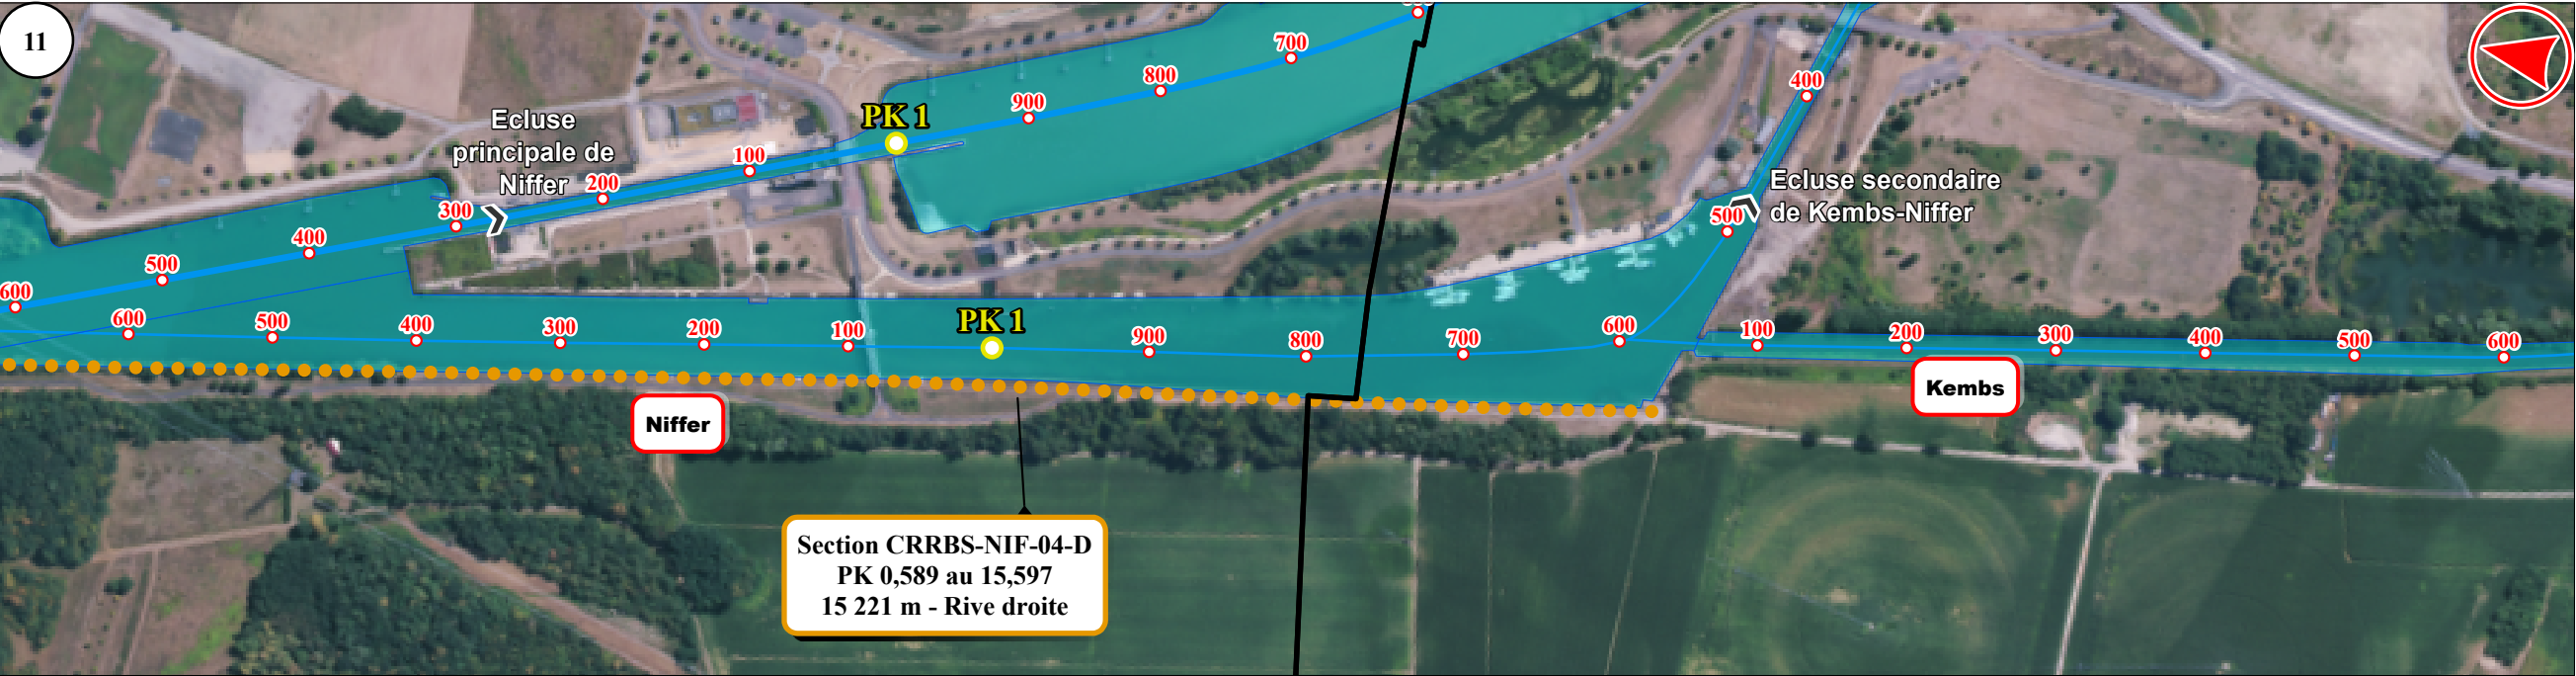 11
700
800
900
PK 1
100
200
300
400
500
600
Ecluse
principale de
Niffer
400
500
Ecluse secondaire
de Kembs-Niffer
600
500
400
300
200
100
PK 1
900
800
700
600
100
200
300
400
500
600
Niffer
Kembs
Section CRRBS-NIF-04-D
PK 0,589 au 15,597
15 221 m - Rive droite